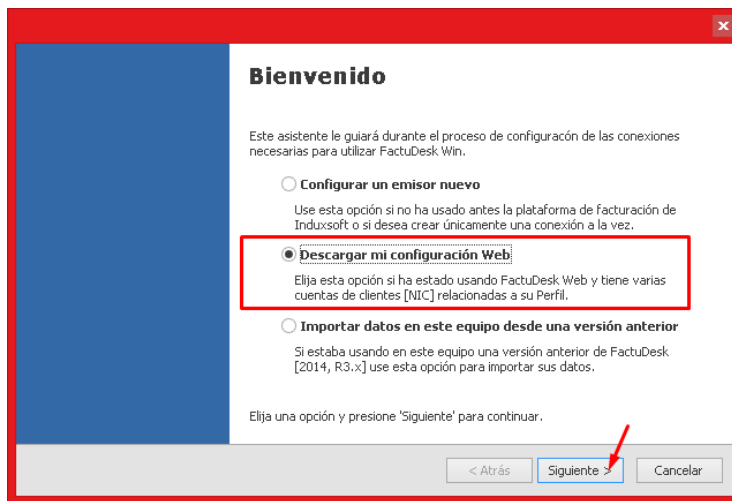 Bienvenido
Este asistente le guiará durante el proceso de configuracón de las conexiones
necesarias para utilizar FactuDesk Win.
Configurar un emisor nuevo
Use esta opción si no ha usado antes la plataforma de facturación de
Induxsoft o si desea crear únicamente una conexión a la vez.
Descargar mi configuración Web
Elija esta opción si ha estado usando FactuDesk Web y tiene varias
cuentas de clientes [NIC] relacionadas a su Perfil.
Importar datos en este equipo desde una versión anterior
Si estaba usando en este equipo una versión anterior de FactuDesk
[2014, R3.x] use esta opción para importar sus datos.
Elija una opción y presione 'Siguiente' para continuar.
< Atrás Siguiente > Cancelar